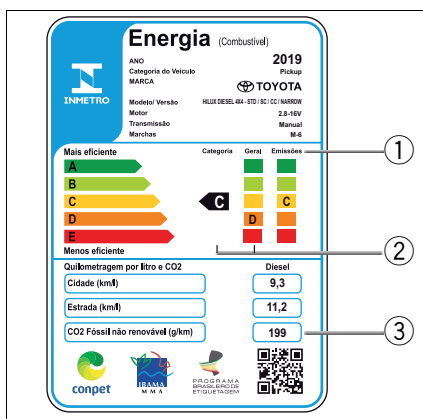 Energia (Combustível)
ANO 2019
Categoria do Veículo Pickup
MARCA TOYOTA
INMETRO
Modelo/ Versão HILUX DIESEL 4X4 - STD / SC / CC / NARROW
Motor 2.8-16V
Transmissão Manual
Marchas M-6
Mais eficiente Categoria Geral Emissões 1
A
B
C C C
D D
E
Menos eficiente 2
Quilometragem por litro e CO2 Diesel
Cidade (km/l) 9,3
Estrada (km/l) 11,2
CO2 Fóssil não renovável (g/km) 199 3
conpet
IBAMA
M M A
PROGRAMA
BRASILEIRO DE
ETIQUETAGEM